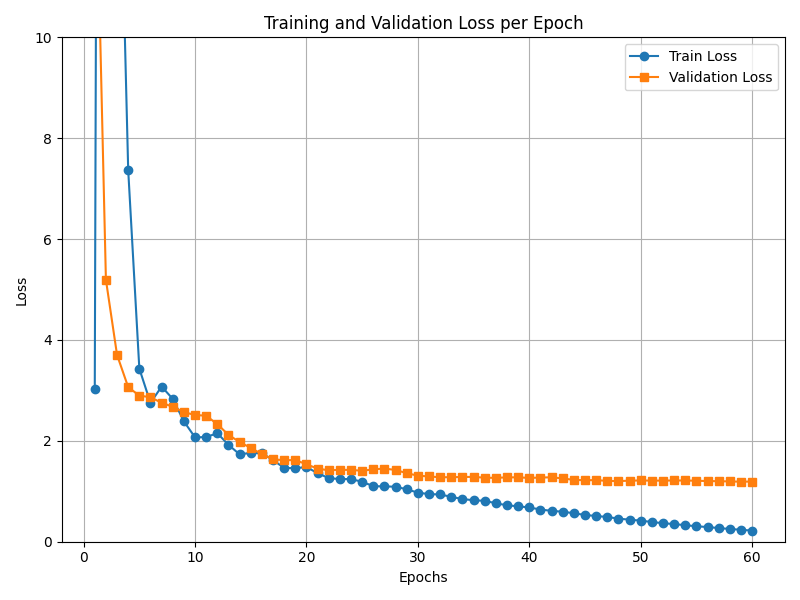 Training and Validation Loss per Epoch
Train Loss
Validation Loss
Loss
10
8
6
4
2
0
0 10 20 30 40 50 60
Epochs